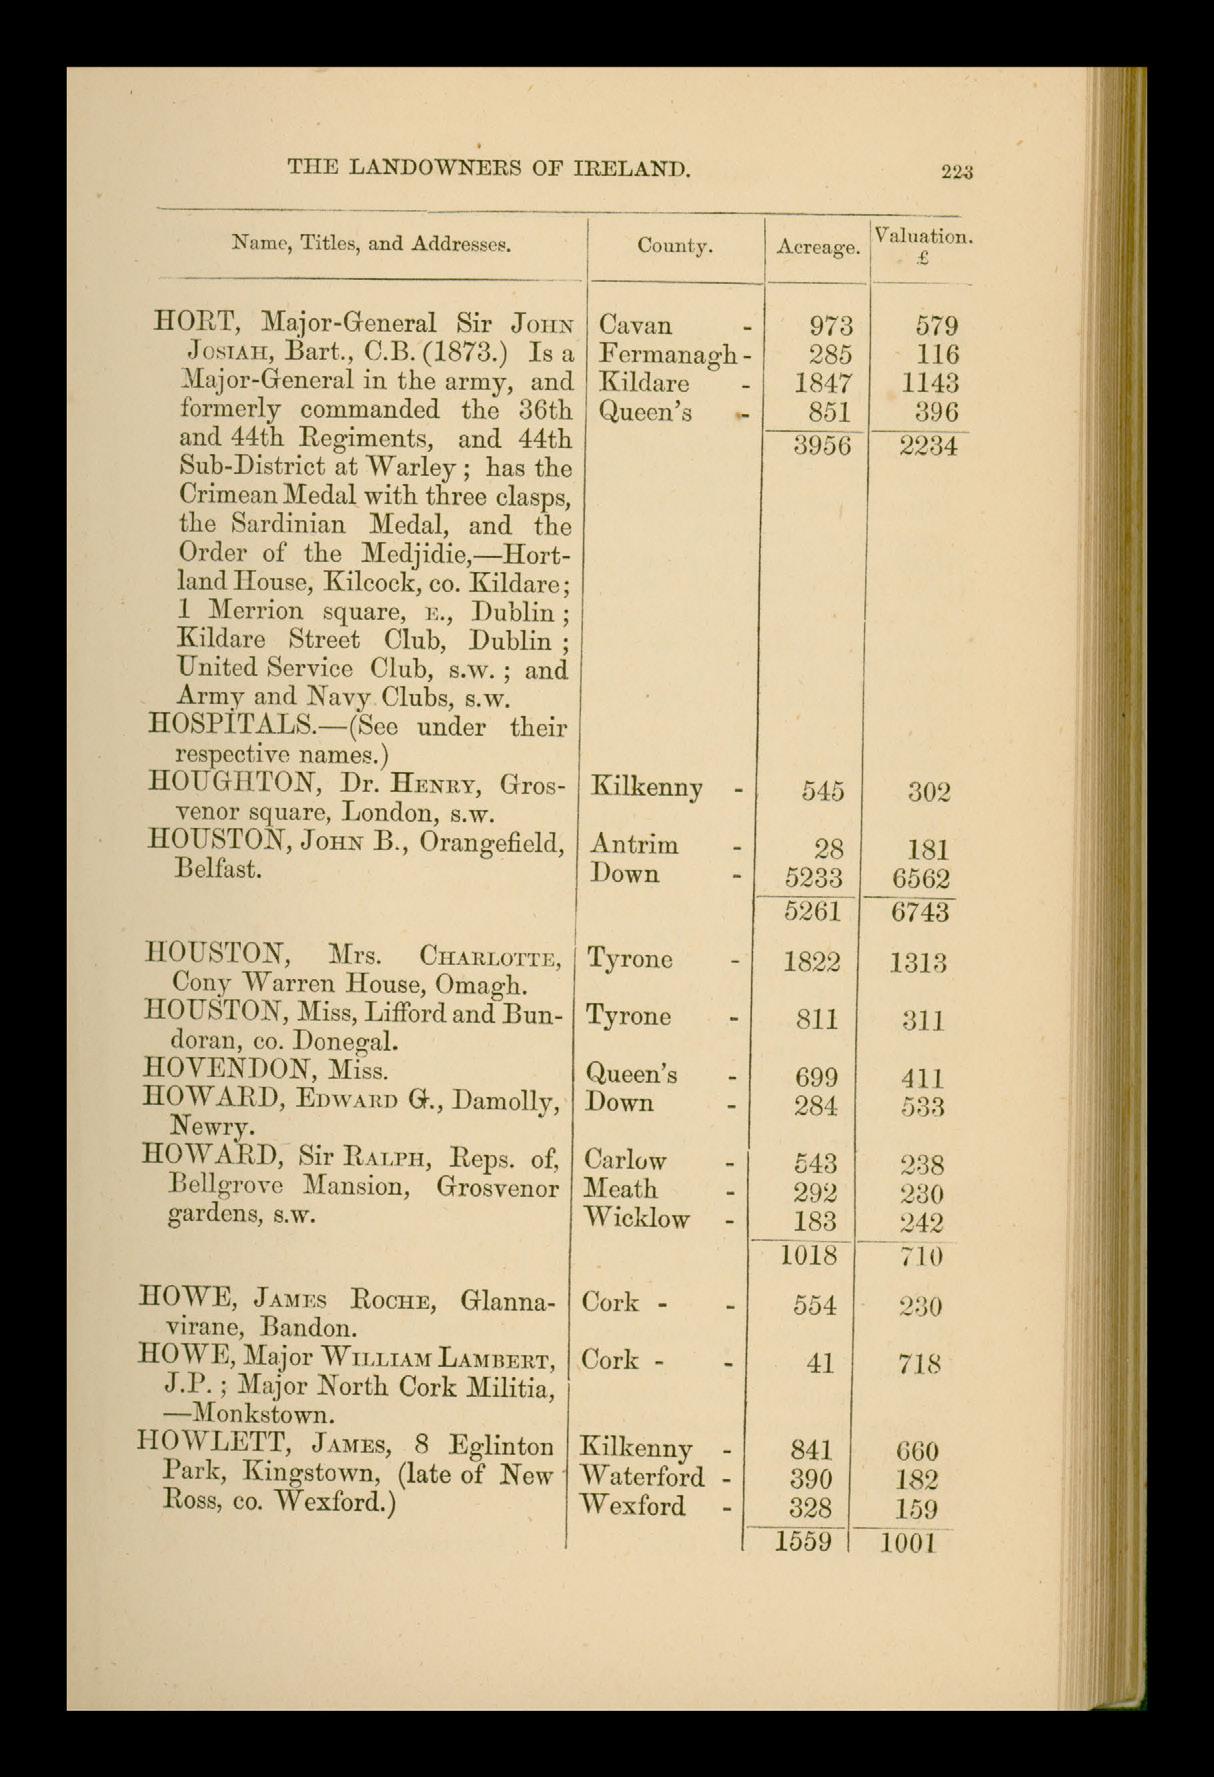 THE LANDOWNERS OF IRELAND. 223
Name, Titles, and Addresses. County. Acreage. Valuation. £
HORT, Major-General Sir JOHN Cavan - 973 579
JOSIAH, Bart., C.B. (1873.) Is a Fermanagh - 285 116
Major-General in the army, and Kildare - 1847 1143
formerly commanded the 36th Queen's - 851 396
and 44th Regiments, and 44th 3956 2234
Sub-District at Warley; has the
Crimean Medal with three clasps,
the Sardinian Medal, and the
Order of the Medjidie,—Hort-
land House, Kilcock, co. Kildare;
1 Merrion square, E., Dublin;
Kildare Street Club, Dublin;
United Service Club, s.w.; and
Army and Navy Clubs, s.w.
HOSPITALS.—(See under their
respective names.)
HOUGHTON, Dr. HENRY, Gros- Kilkenny - 545 302
venor square, London, s.w.
HOUSTON, JOHN B., Orangefield, Antrim - 28 181
Belfast. Down - 5233 6562
5261 6743
HOUSTON, Mrs. CHARLOTTE, Tyrone - 1822 1313
Cony Warren House, Omagh.
HOUSTON, Miss, Lifford and Bun- Tyrone - 811 311
doran, co. Donegal.
HOVENDON, Miss. Queen's - 699 411
HOWARD, EDWARD G., Damolly, Down - 284 533
Newry.
HOWARD, Sir RALPH, Reps. of, Carlow - 543 238
Bellgrove Mansion, Grosvenor Meath - 292 230
gardens, s.w. Wicklow - 183 242
1018 710
HOWE, JAMES ROCHE, Glanna- Cork - - 554 230
virane, Bandon.
HOWE, Major WILLIAM LAMBERT, Cork - - 41 718
J.P.; Major North Cork Militia,
—Monkstown.
HOWLETT, JAMES, 8 Eglinton Kilkenny - 841 660
Park, Kingstown, (late of New Waterford - 390 182
Ross, co. Wexford.) Wexford - 328 159
1559 1001